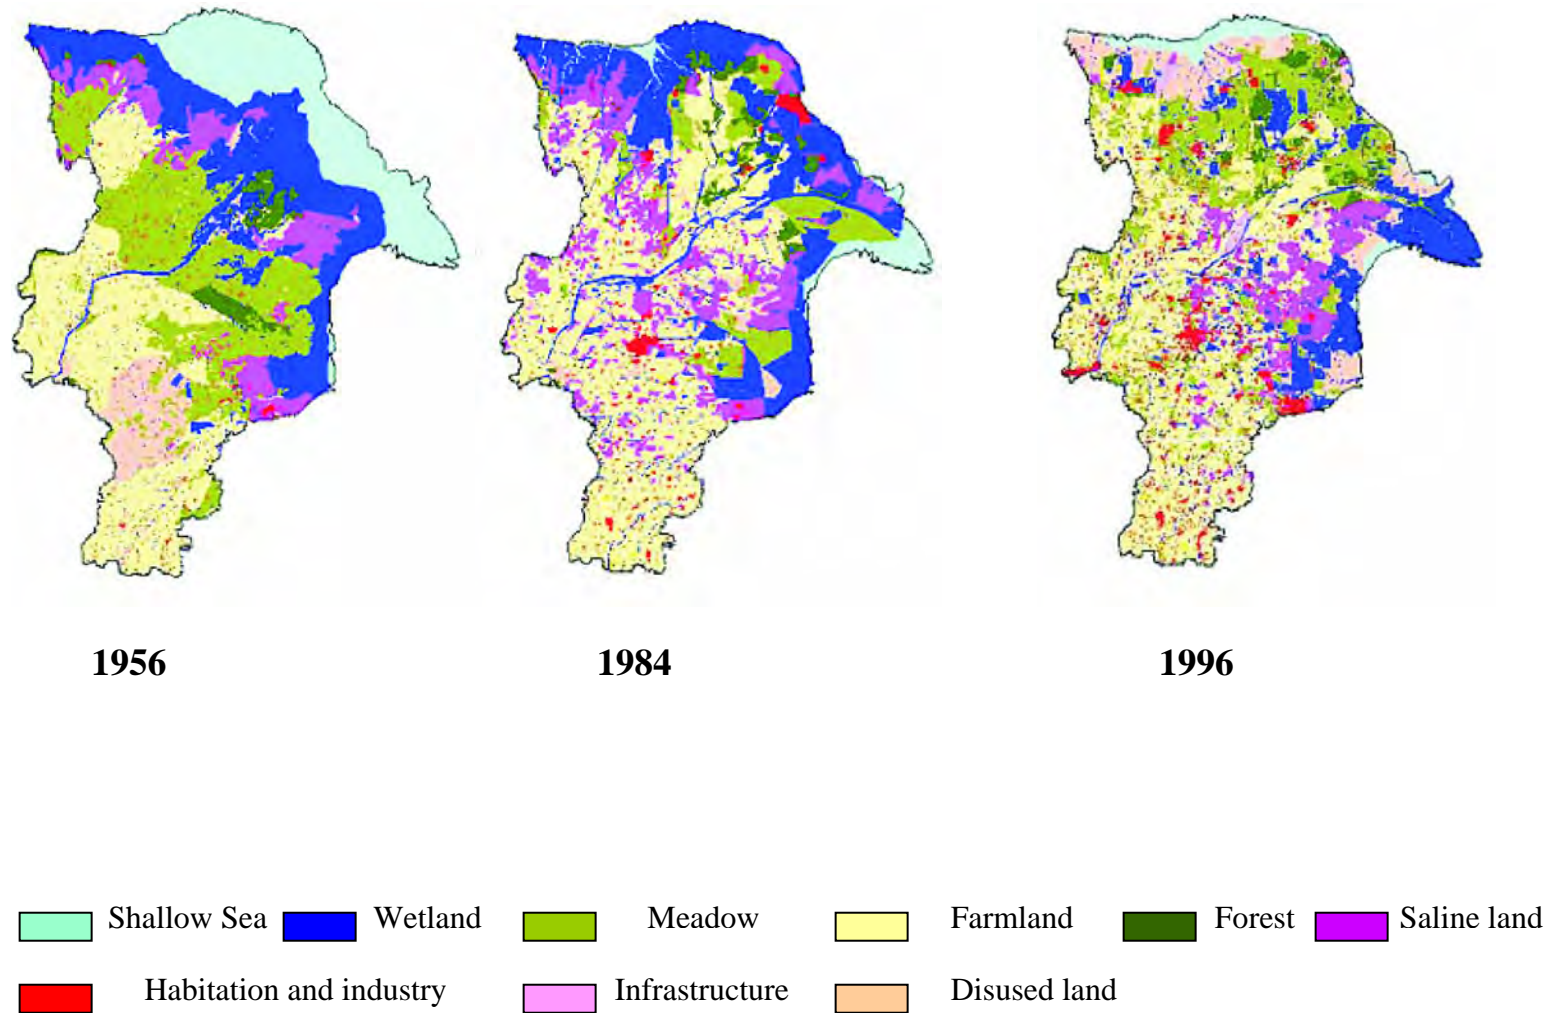 1956 1984 1996
Shallow Sea Wetland Meadow Farmland Forest Saline land
Habitation and industry Infrastructure Disused land